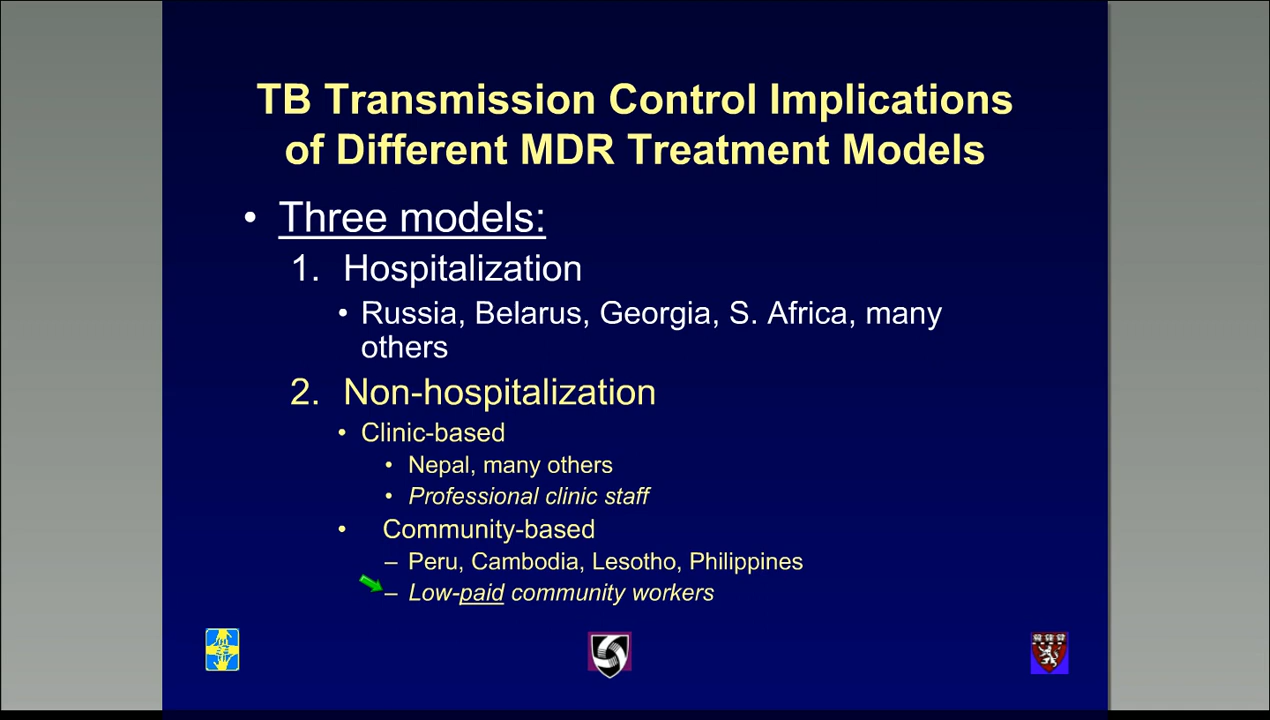 TB Transmission Control Implications
of Different MDR Treatment Models
• Three models:
1. Hospitalization
• Russia, Belarus, Georgia, S. Africa, many
others
2. Non-hospitalization
• Clinic-based
• Nepal, many others
• Professional clinic staff
• Community-based
– Peru, Cambodia, Lesotho, Philippines
– Low-paid community workers